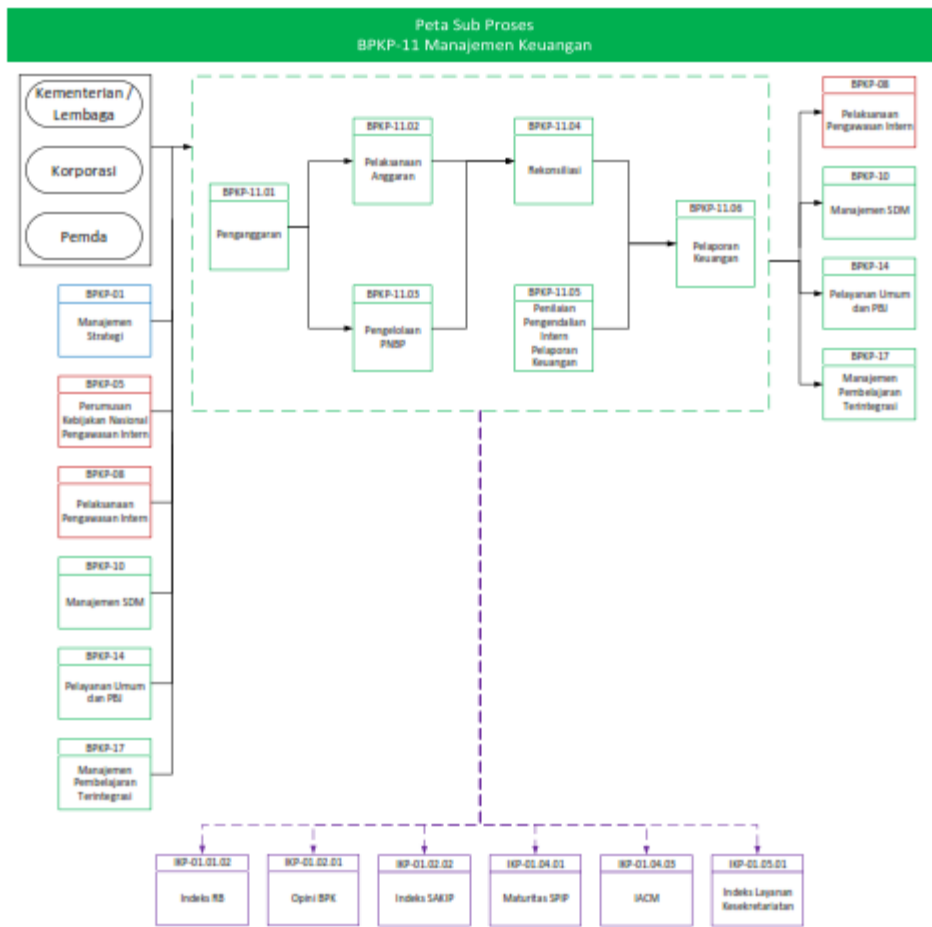 Peta Sub Proses
BPKP-11 Manajemen Keuangan
Kementerian /
Lembaga
Korporasi
Pemda
BPKP-01
Manajemen
Strategi
BPKP-05
Perumusan
Kebijakan Nasional
Pengawasan Intern
BPKP-08
Pelaksanaan
Pengawasan Intern
BPKP-10
Manajemen SDM
BPKP-14
Pelayanan Umum
dan PBJ
BPKP-17
Manajemen
Pembelajaran
Terintegrasi
BPKP-11.01
Penganggaran
BPKP-11.02
Pelaksanaan
Anggaran
BPKP-11.03
Pengelolaan
PNBP
BPKP-11.04
Rekonsiliasi
BPKP-11.05
Penilaian
Pengendalian
Intern
Pelaporan
Keuangan
BPKP-11.06
Pelaporan
Keuangan
BPKP-08
Pelaksanaan
Pengawasan Intern
BPKP-10
Manajemen SDM
BPKP-14
Pelayanan Umum
dan PBJ
BPKP-17
Manajemen
Pembelajaran
Terintegrasi
IKP-01.01.02
Indeks RB
IKP-01.02.01
Opini BPK
IKP-01.02.02
Indeks SAKIP
IKP-01.04.01
Maturitas SPIP
IKP-01.04.03
IACM
IKP-01.05.01
Indeks Layanan
Kesekretariatan